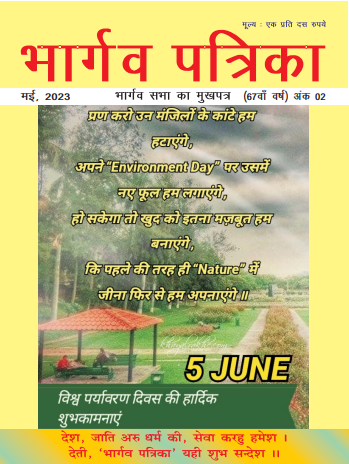 मूल्य : एक प्रति दस रुपये
भार्गव पत्रिका
मई, 2023 भार्गव सभा का मुखपत्र (67वाँ वर्ष) अंक 02
प्रण करो उन मंजिलों के कांटे हम
हटाएंगे,
अपने "Environment Day" पर उसमें
नए फूल हम लगाएंगे,
हो सकेगा तो खुद को इतना मज़बूत हम
बनाएंगे,
कि पहले की तरह ही "Nature" में
जीना फिर से हम अपनाएंगे॥
5 JUNE
विश्व पर्यावरण दिवस की हार्दिक
शुभकामनाएं
देश, जाति अरु धर्म की, सेवा करहु हमेश ।
देती, 'भार्गव पत्रिका' यही शुभ सन्देश ।।